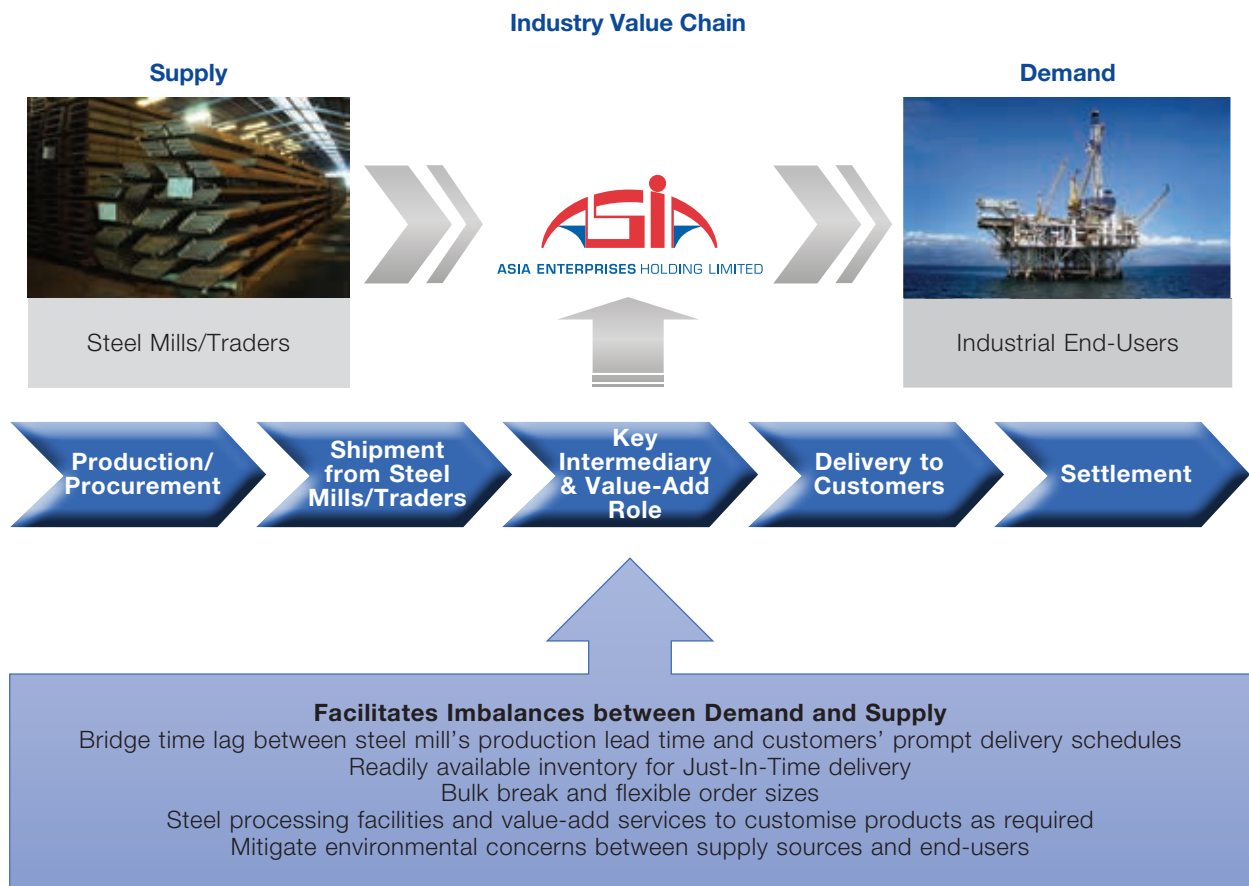 Industry Value Chain
Supply
Demand
ASIA
ASIA ENTERPRISES HOLDING LIMITED
Steel Mills/Traders
Industrial End-Users
Production/
Procurement
Shipment
from Steel
Mills/Traders
Key
Intermediary
& Value-Add
Role
Delivery to
Customers
Settlement
Facilitates Imbalances between Demand and Supply
Bridge time lag between steel mill's production lead time and customers' prompt delivery schedules
Readily available inventory for Just-In-Time delivery
Bulk break and flexible order sizes
Steel processing facilities and value-add services to customise products as required
Mitigate environmental concerns between supply sources and end-users